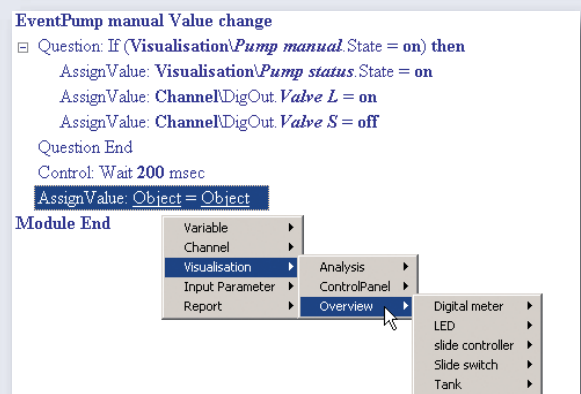 EventPump manual Value change
Question: If (Visualisation\Pump manual.State = on) then
AssignValue: Visualisation\Pump status.State = on
AssignValue: Channel\DigOut.Valve L = on
AssignValue: Channel\DigOut.Valve S = off
Question End
Control: Wait 200 msec
AssignValue: Object = Object
Module End
Variable
Channel
Visualisation
Input Parameter
Report
Analysis
ControlPanel
Overview
Digital meter
LED
slide controller
Slide switch
Tank